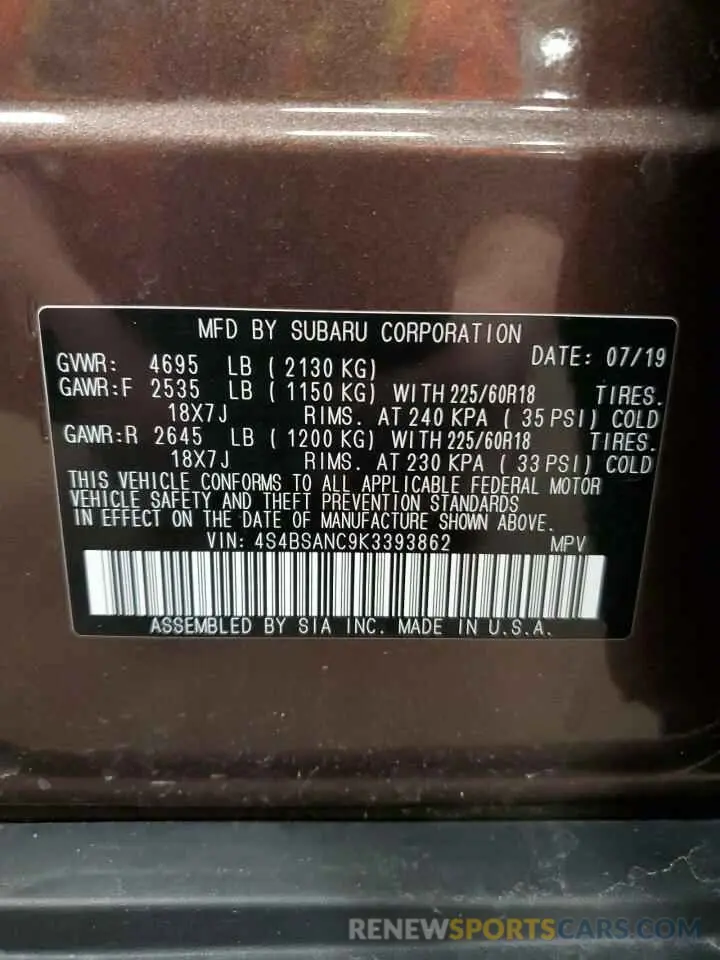 MFD BY SUBARU CORPORATION
DATE: 07/19
GVWR: 4695 LB ( 2130 KG)
GAWR:F 2535 LB ( 1150 KG) WITH 225/60R18 TIRES.
18X7J RIMS. AT 240 KPA ( 35 PSI) COLD
GAWR:R 2645 LB ( 1200 KG) WITH 225/60R18 TIRES.
18X7J RIMS. AT 230 KPA ( 33 PSI) COLD
THIS VEHICLE CONFORMS TO ALL APPLICABLE FEDERAL MOTOR
VEHICLE SAFETY AND THEFT PREVENTION STANDARDS
IN EFFECT ON THE DATE OF MANUFACTURE SHOWN ABOVE.
VIN: 4S4BSANC9K3393862 MPV
ASSEMBLED BY SIA INC. MADE IN U.S.A.
RENEWSPORTSCARS.COM